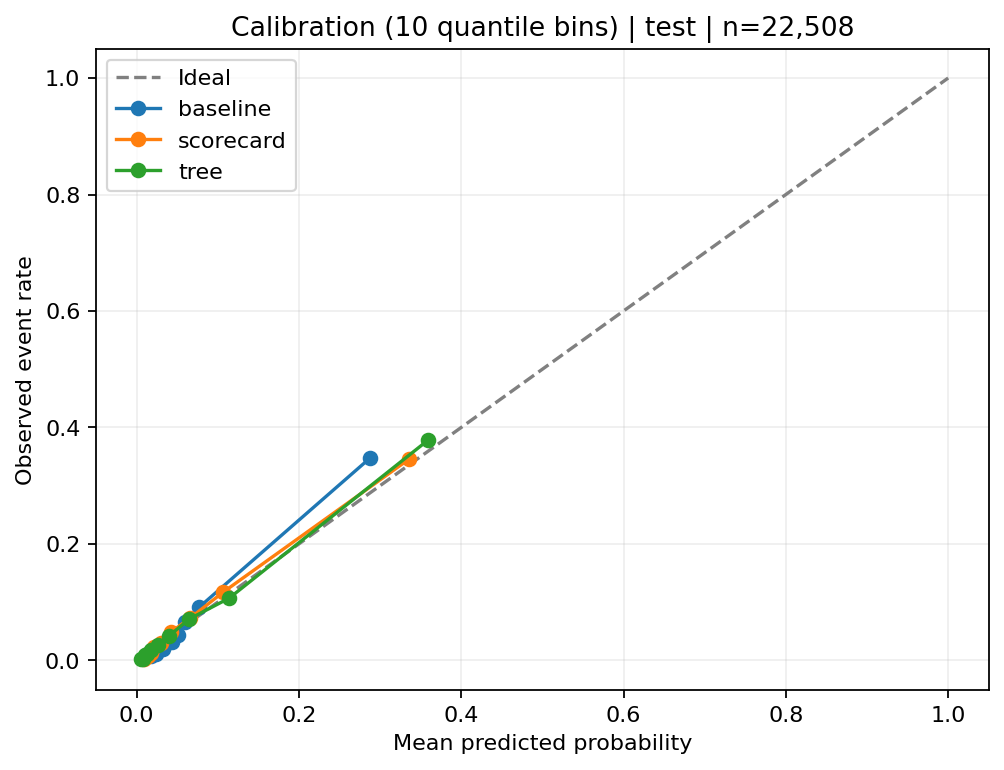 Calibration (10 quantile bins) | test | n=22,508
Ideal
baseline
scorecard
tree
Observed event rate
1.0
0.8
0.6
0.4
0.2
0.0
0.0 0.2 0.4 0.6 0.8 1.0
Mean predicted probability